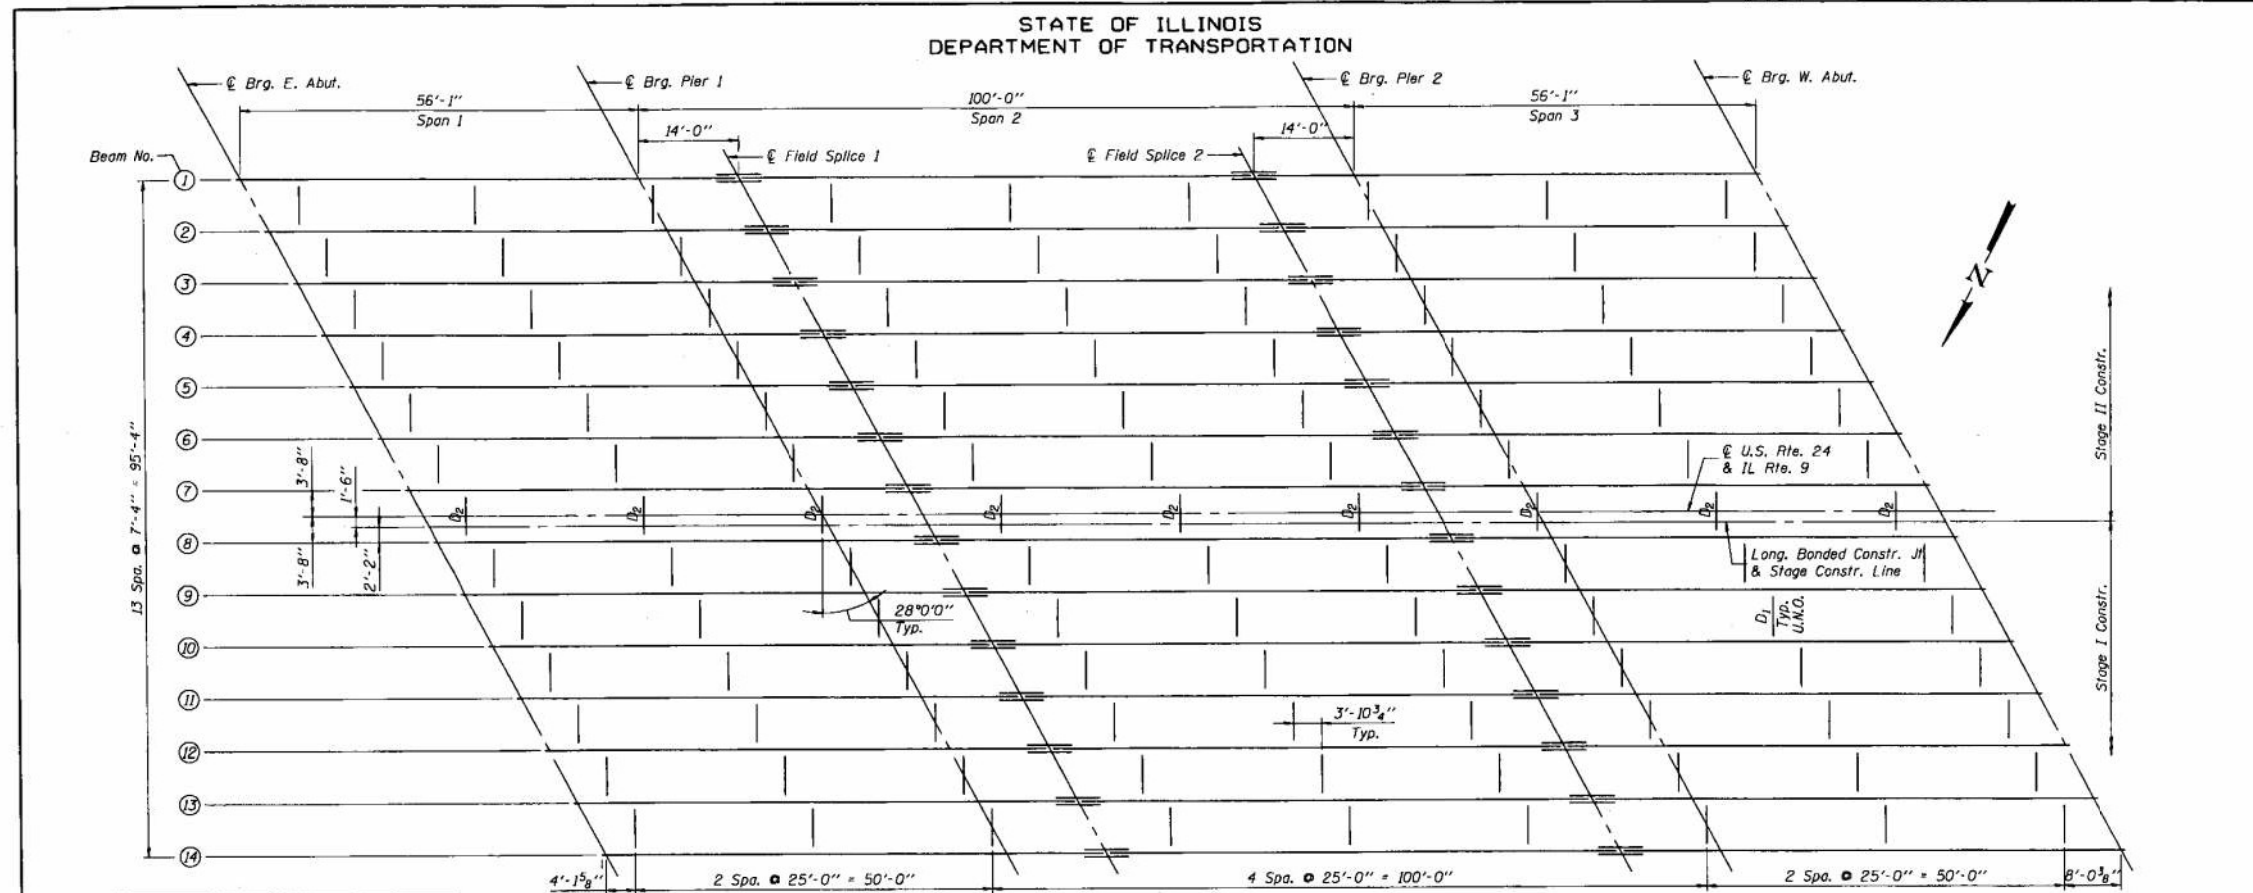 STATE OF ILLINOIS
DEPARTMENT OF TRANSPORTATION
℄ Brg. E. Abut.
℄ Brg. Pier 1
℄ Brg. Pier 2
℄ Brg. W. Abut.
56'-1"
Span 1
100'-0"
Span 2
56'-1"
Span 3
14'-0"
14'-0"
℄ Field Splice 1
℄ Field Splice 2
Beam No.
1
2
3
4
5
6
7
8
9
10
11
12
13
14
13 Spa. @ 7'-4" = 95'-4"
3'-8"
1'-6"
3'-8"
2'-2"
D2
D2
D2
D2
D2
D2
D2
D2
D2
N
℄ U.S. Rte. 24
& IL Rte. 9
Long. Bonded Constr. Jt
& Stage Constr. Line
Stage II Constr.
Stage I Constr.
28°0'0"
Typ.
D1
Typ.
U.N.O.
3'-10¾"
Typ.
4'-1⅝"
2 Spa. @ 25'-0" = 50'-0"
4 Spa. @ 25'-0" = 100'-0"
2 Spa. @ 25'-0" = 50'-0"
8'-0⅜"